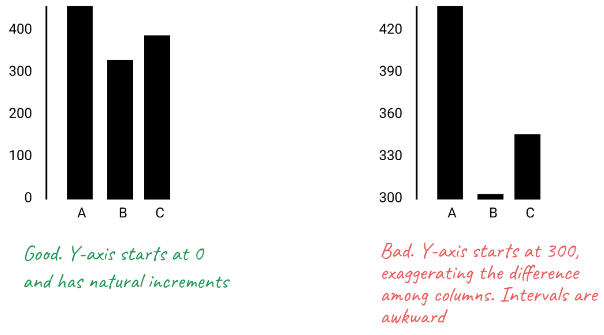 400
300
200
100
0
A B C
Good. Y-axis starts at 0
and has natural increments
420
390
360
330
300
A B C
Bad. Y-axis starts at 300,
exaggerating the difference
among columns. Intervals are
awkward